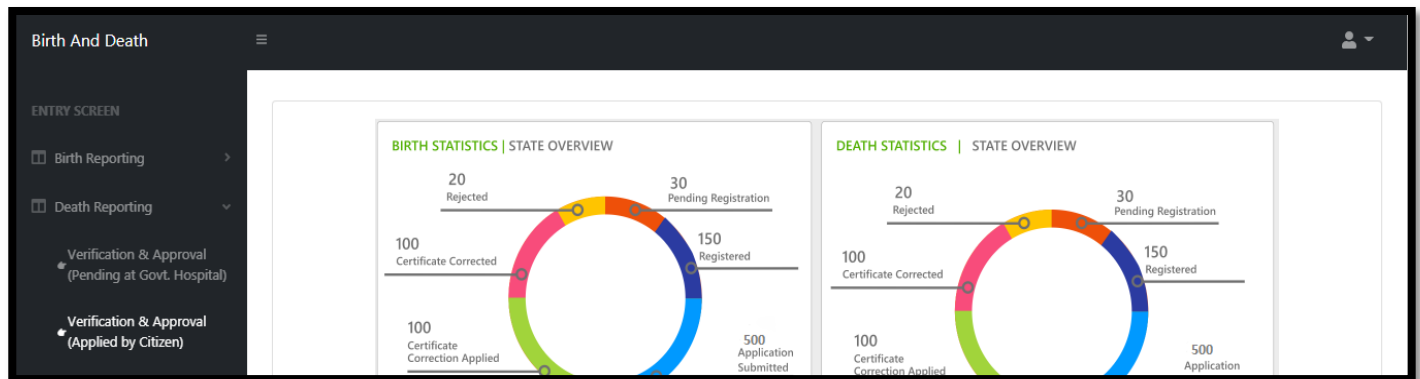 Birth And Death
ENTRY SCREEN
Birth Reporting
Death Reporting
Verification & Approval
(Pending at Govt. Hospital)
Verification & Approval
(Applied by Citizen)
BIRTH STATISTICS | STATE OVERVIEW
20
Rejected
30
Pending Registration
100
Certificate Corrected
150
Registered
100
Certificate
Correction Applied
500
Application
Submitted
DEATH STATISTICS | STATE OVERVIEW
20
Rejected
30
Pending Registration
100
Certificate Corrected
150
Registered
100
Certificate
Correction Applied
500
Application